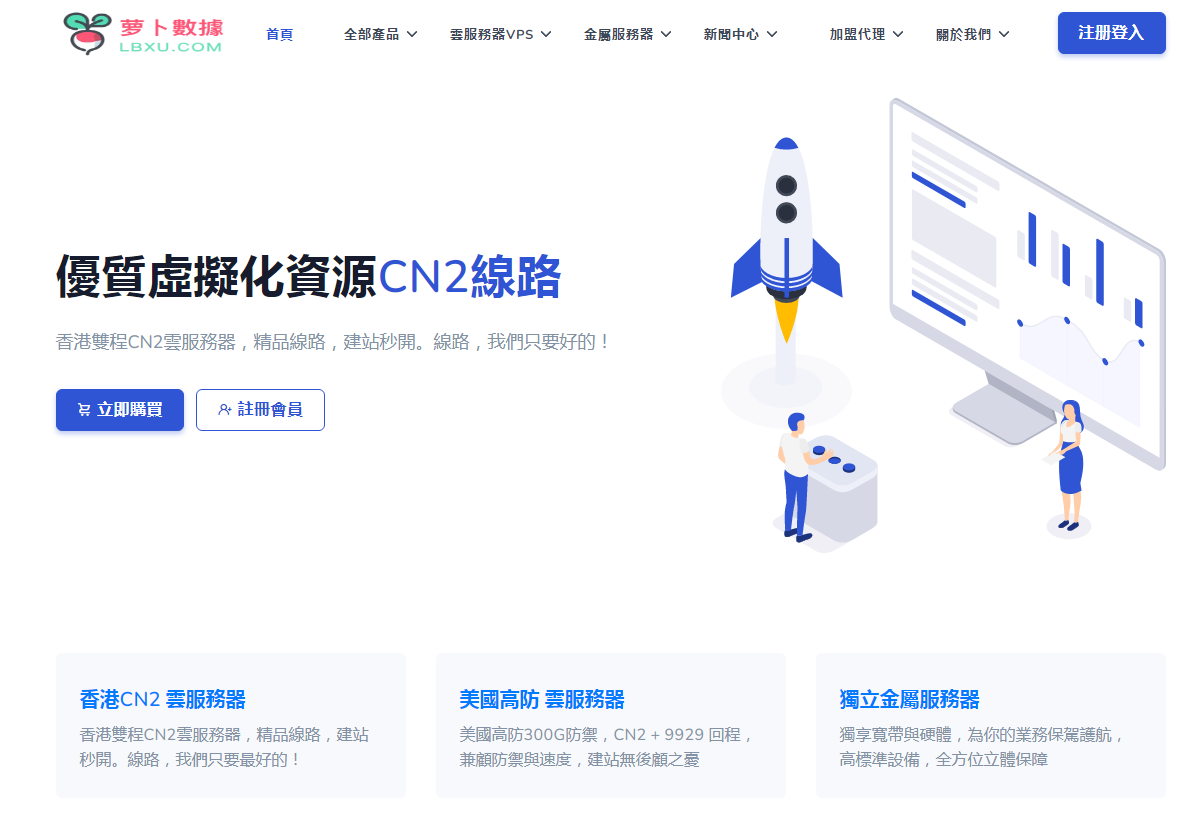 萝卜數據
LBXU.COM
首頁
全部產品
雲服務器VPS
金屬服務器
新聞中心
加盟代理
關於我們
注册登入
優質虛擬化資源CN2線路
香港雙程CN2雲服務器，精品線路，建站秒開。線路，我們只要好的！
立即購買
註冊會員
香港CN2 雲服務器
香港雙程CN2雲服務器，精品線路，建站
秒開。線路，我們只要最好的！
美國高防 雲服務器
美國高防300G防禦，CN2 + 9929 回程，
兼顧防禦與速度，建站無後顧之憂
獨立金屬服務器
獨享寬帶與硬體，為你的業務保駕護航，
高標準設備，全方位立體保障